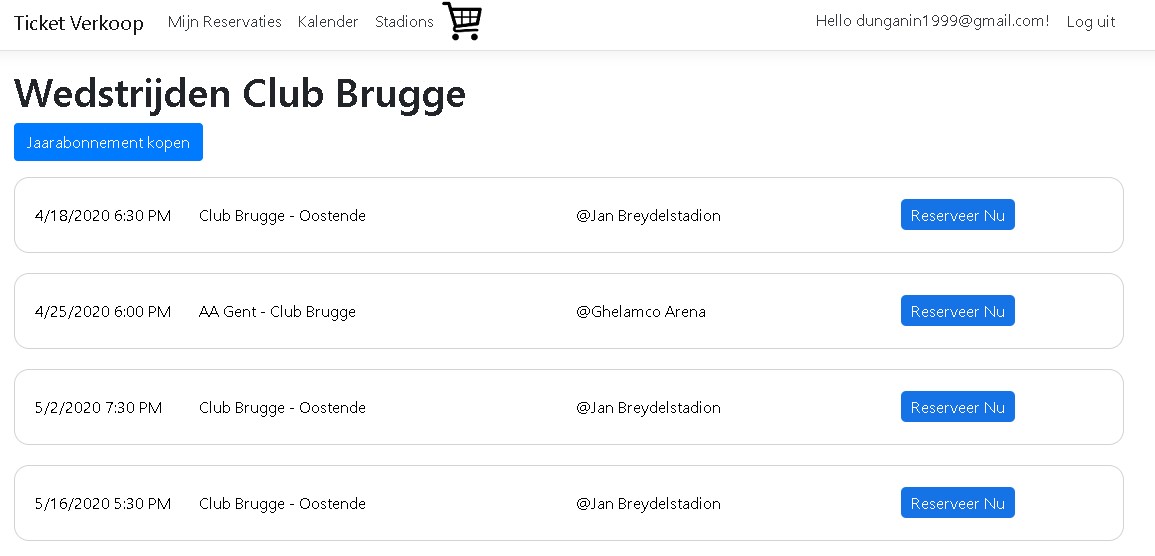 Ticket Verkoop Mijn Reservaties Kalender Stadions Hello dunganin1999@gmail.com! Log uit
Wedstrijden Club Brugge
Jaarabonnement kopen
4/18/2020 6:30 PM Club Brugge - Oostende @Jan Breydelstadion Reserveer Nu
4/25/2020 6:00 PM AA Gent - Club Brugge @Ghelamco Arena Reserveer Nu
5/2/2020 7:30 PM Club Brugge - Oostende @Jan Breydelstadion Reserveer Nu
5/16/2020 5:30 PM Club Brugge - Oostende @Jan Breydelstadion Reserveer Nu